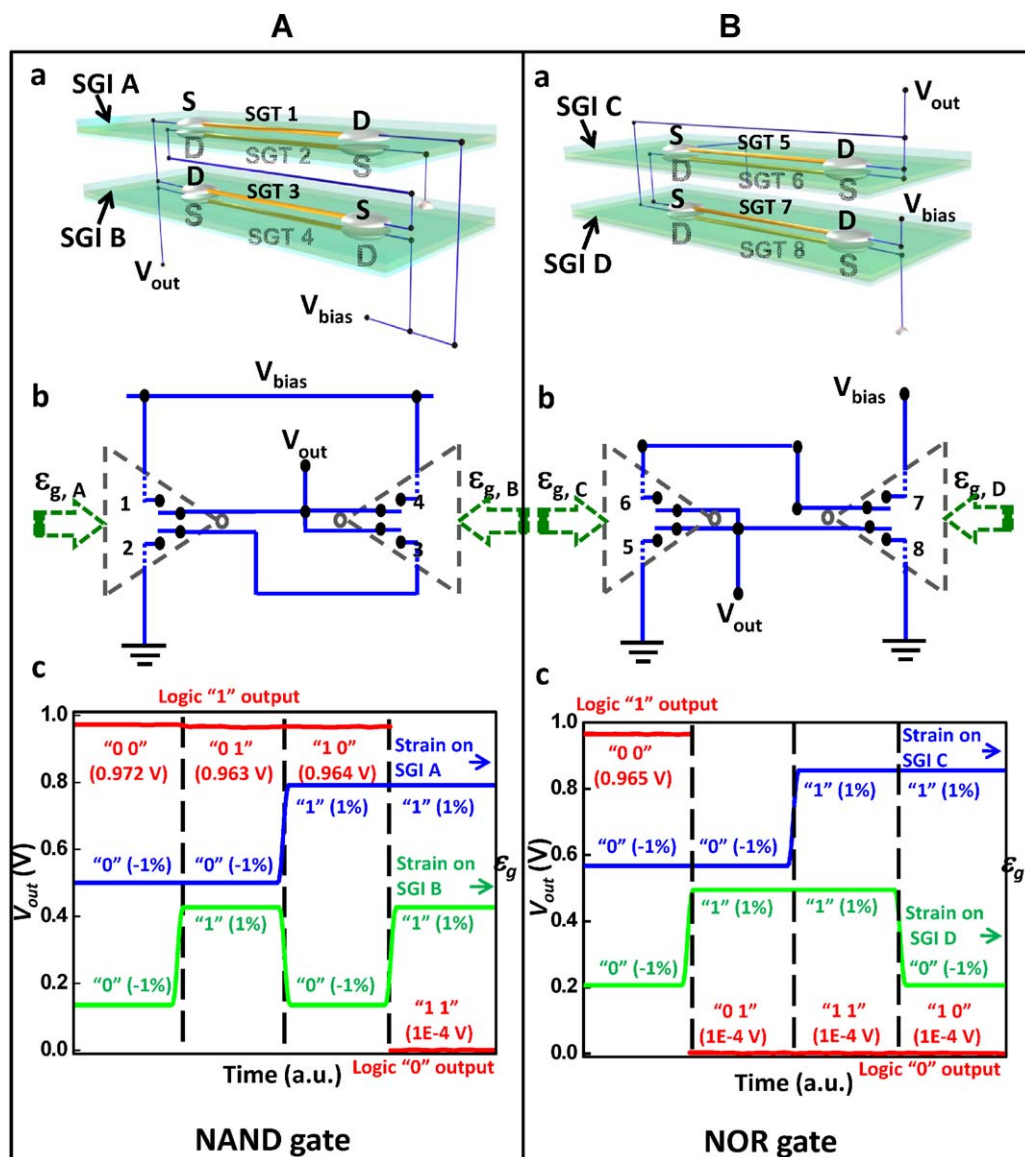 A
B
a
SGI A
S
SGT 1
D
D
SGT 2
S
D
SGT 3
S
SGI B
S
SGT 4
D
V_out
V_bias
b
V_bias
V_out
ε_g, A
1
4
ε_g, B
2
3
c
Logic “1” output
1.0
“0 0”
(0.972 V)
“0 1”
(0.963 V)
“1 0”
(0.964 V)
Strain on
SGI A
0.8
“1” (1%)
“1” (1%)
0.6
“0” (-1%)
“0” (-1%)
Strain on
SGI B
V_out (V)
ε_g
0.4
“1” (1%)
“1” (1%)
0.2
“0” (-1%)
“0” (-1%)
“1 1”
(1E-4 V)
0.0
Logic “0” output
Time (a.u.)
NAND gate
a
V_out
SGI C
S
SGT 5
D
D
SGT 6
S
S
SGT 7
D
V_bias
SGI D
D
SGT 8
S
b
V_bias
ε_g, C
6
7
ε_g, D
5
8
V_out
c
Logic “1” output
1.0
“0 0”
(0.965 V)
Strain on
SGI C
0.8
“1” (1%)
“1” (1%)
0.6
“0” (-1%)
“0” (-1%)
V_out (V)
ε_g
0.4
“1” (1%)
“1” (1%)
Strain on
SGI D
0.2
“0” (-1%)
“0” (-1%)
“0 1”
(1E-4 V)
“1 1”
(1E-4 V)
“1 0”
(1E-4 V)
0.0
Logic “0” output
Time (a.u.)
NOR gate